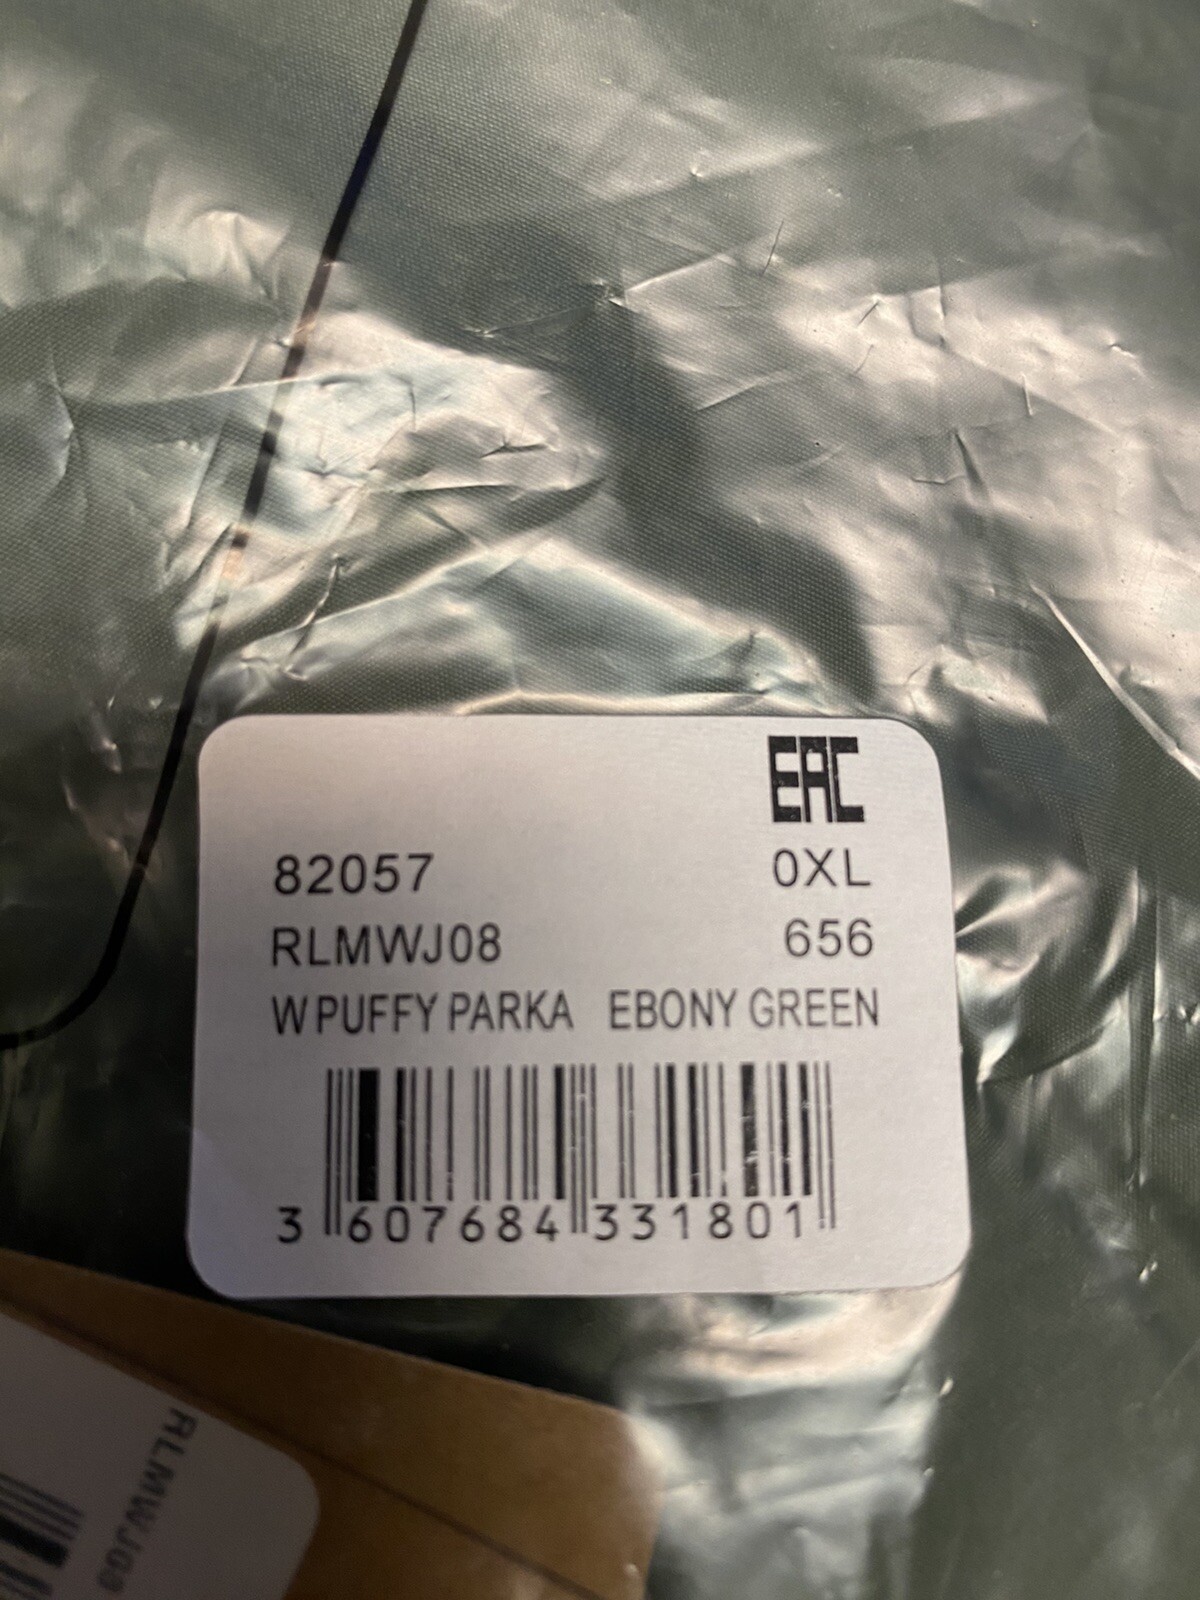 EAC
82057 0XL
RLMWJ08 656
W PUFFY PARKA EBONY GREEN
3 607684 331801
RLMWJ08